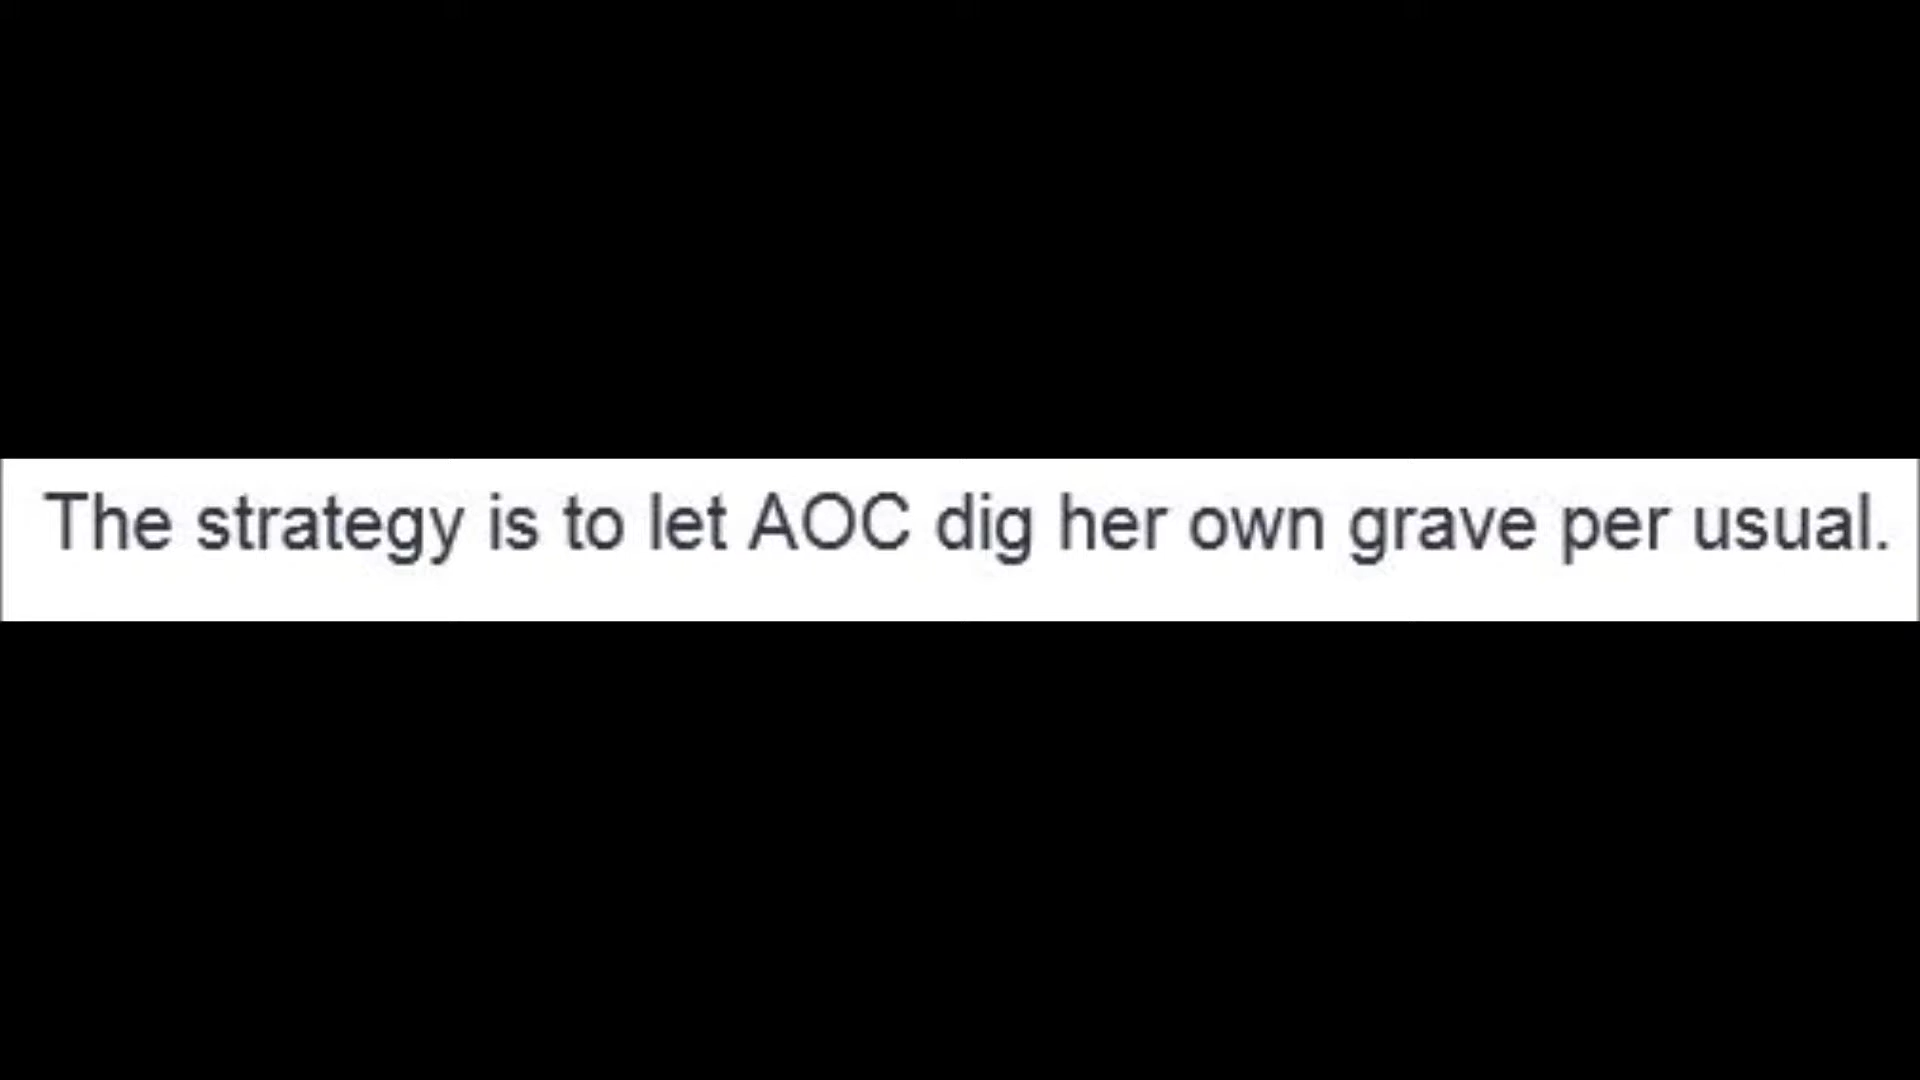 The strategy is to let AOC dig her own grave per usual.